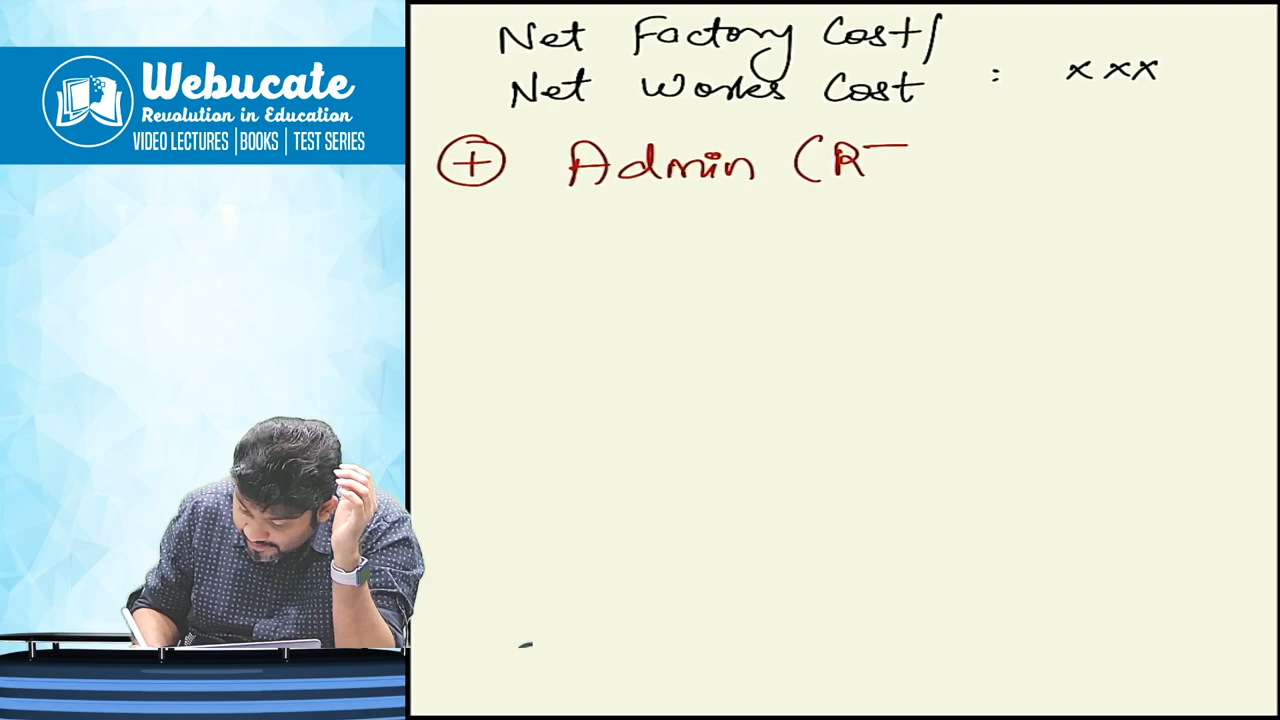 Webucate
Revolution in Education
VIDEO LECTURES | BOOKS | TEST SERIES
Net Factory Cost/
Net Works Cost : xxx
+ Admin (R